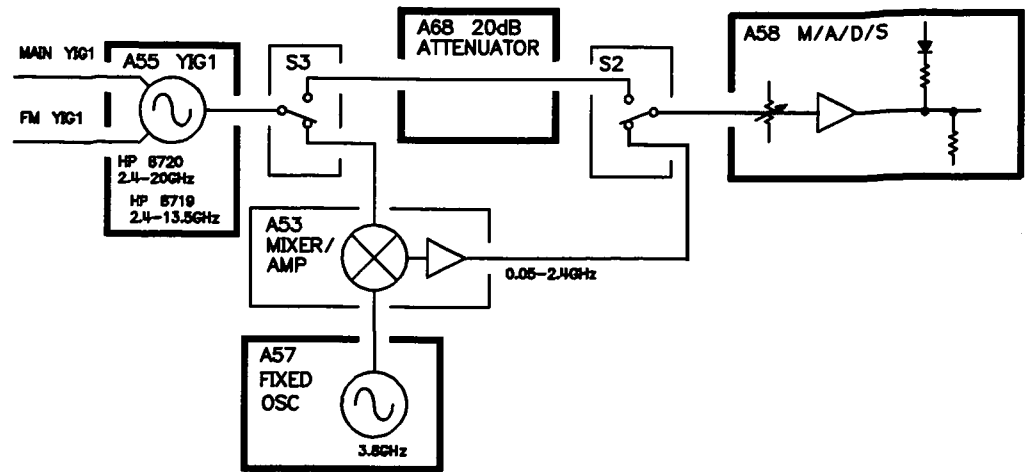 MAIN YIG1
FM YIG1
A55 YIG1
HP 8720
2.4-20GHz
HP 8719
2.4-13.5GHz
S3
A68 20dB
ATTENUATOR
S2
A58 M/A/D/S
A53
MIXER/
AMP
0.05-2.4GHz
A57
FIXED
OSC
3.8GHz